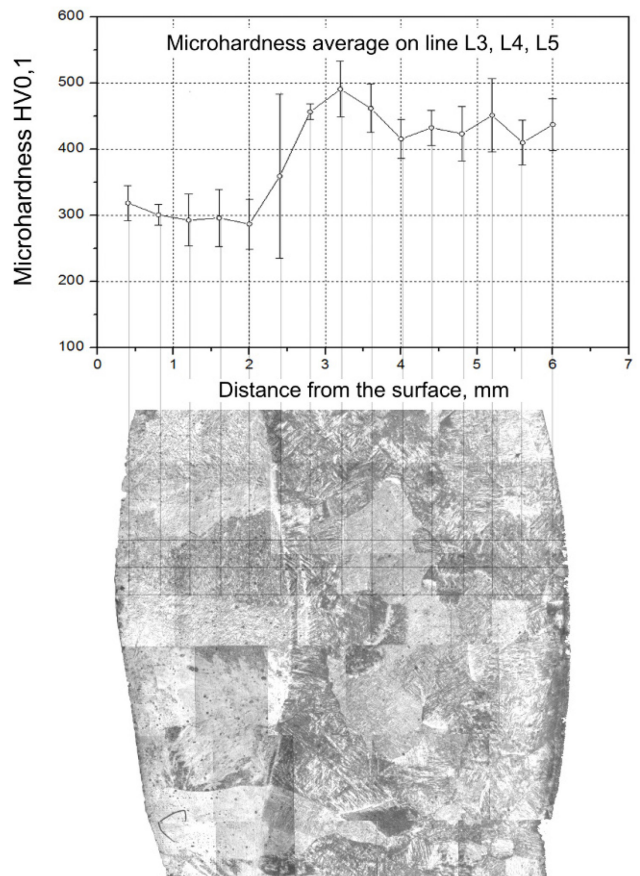 600
Microhardness average on line L3, L4, L5
500
400
300
200
100
Microhardness HV0,1
0 1 2 3 4 5 6 7
Distance from the surface, mm